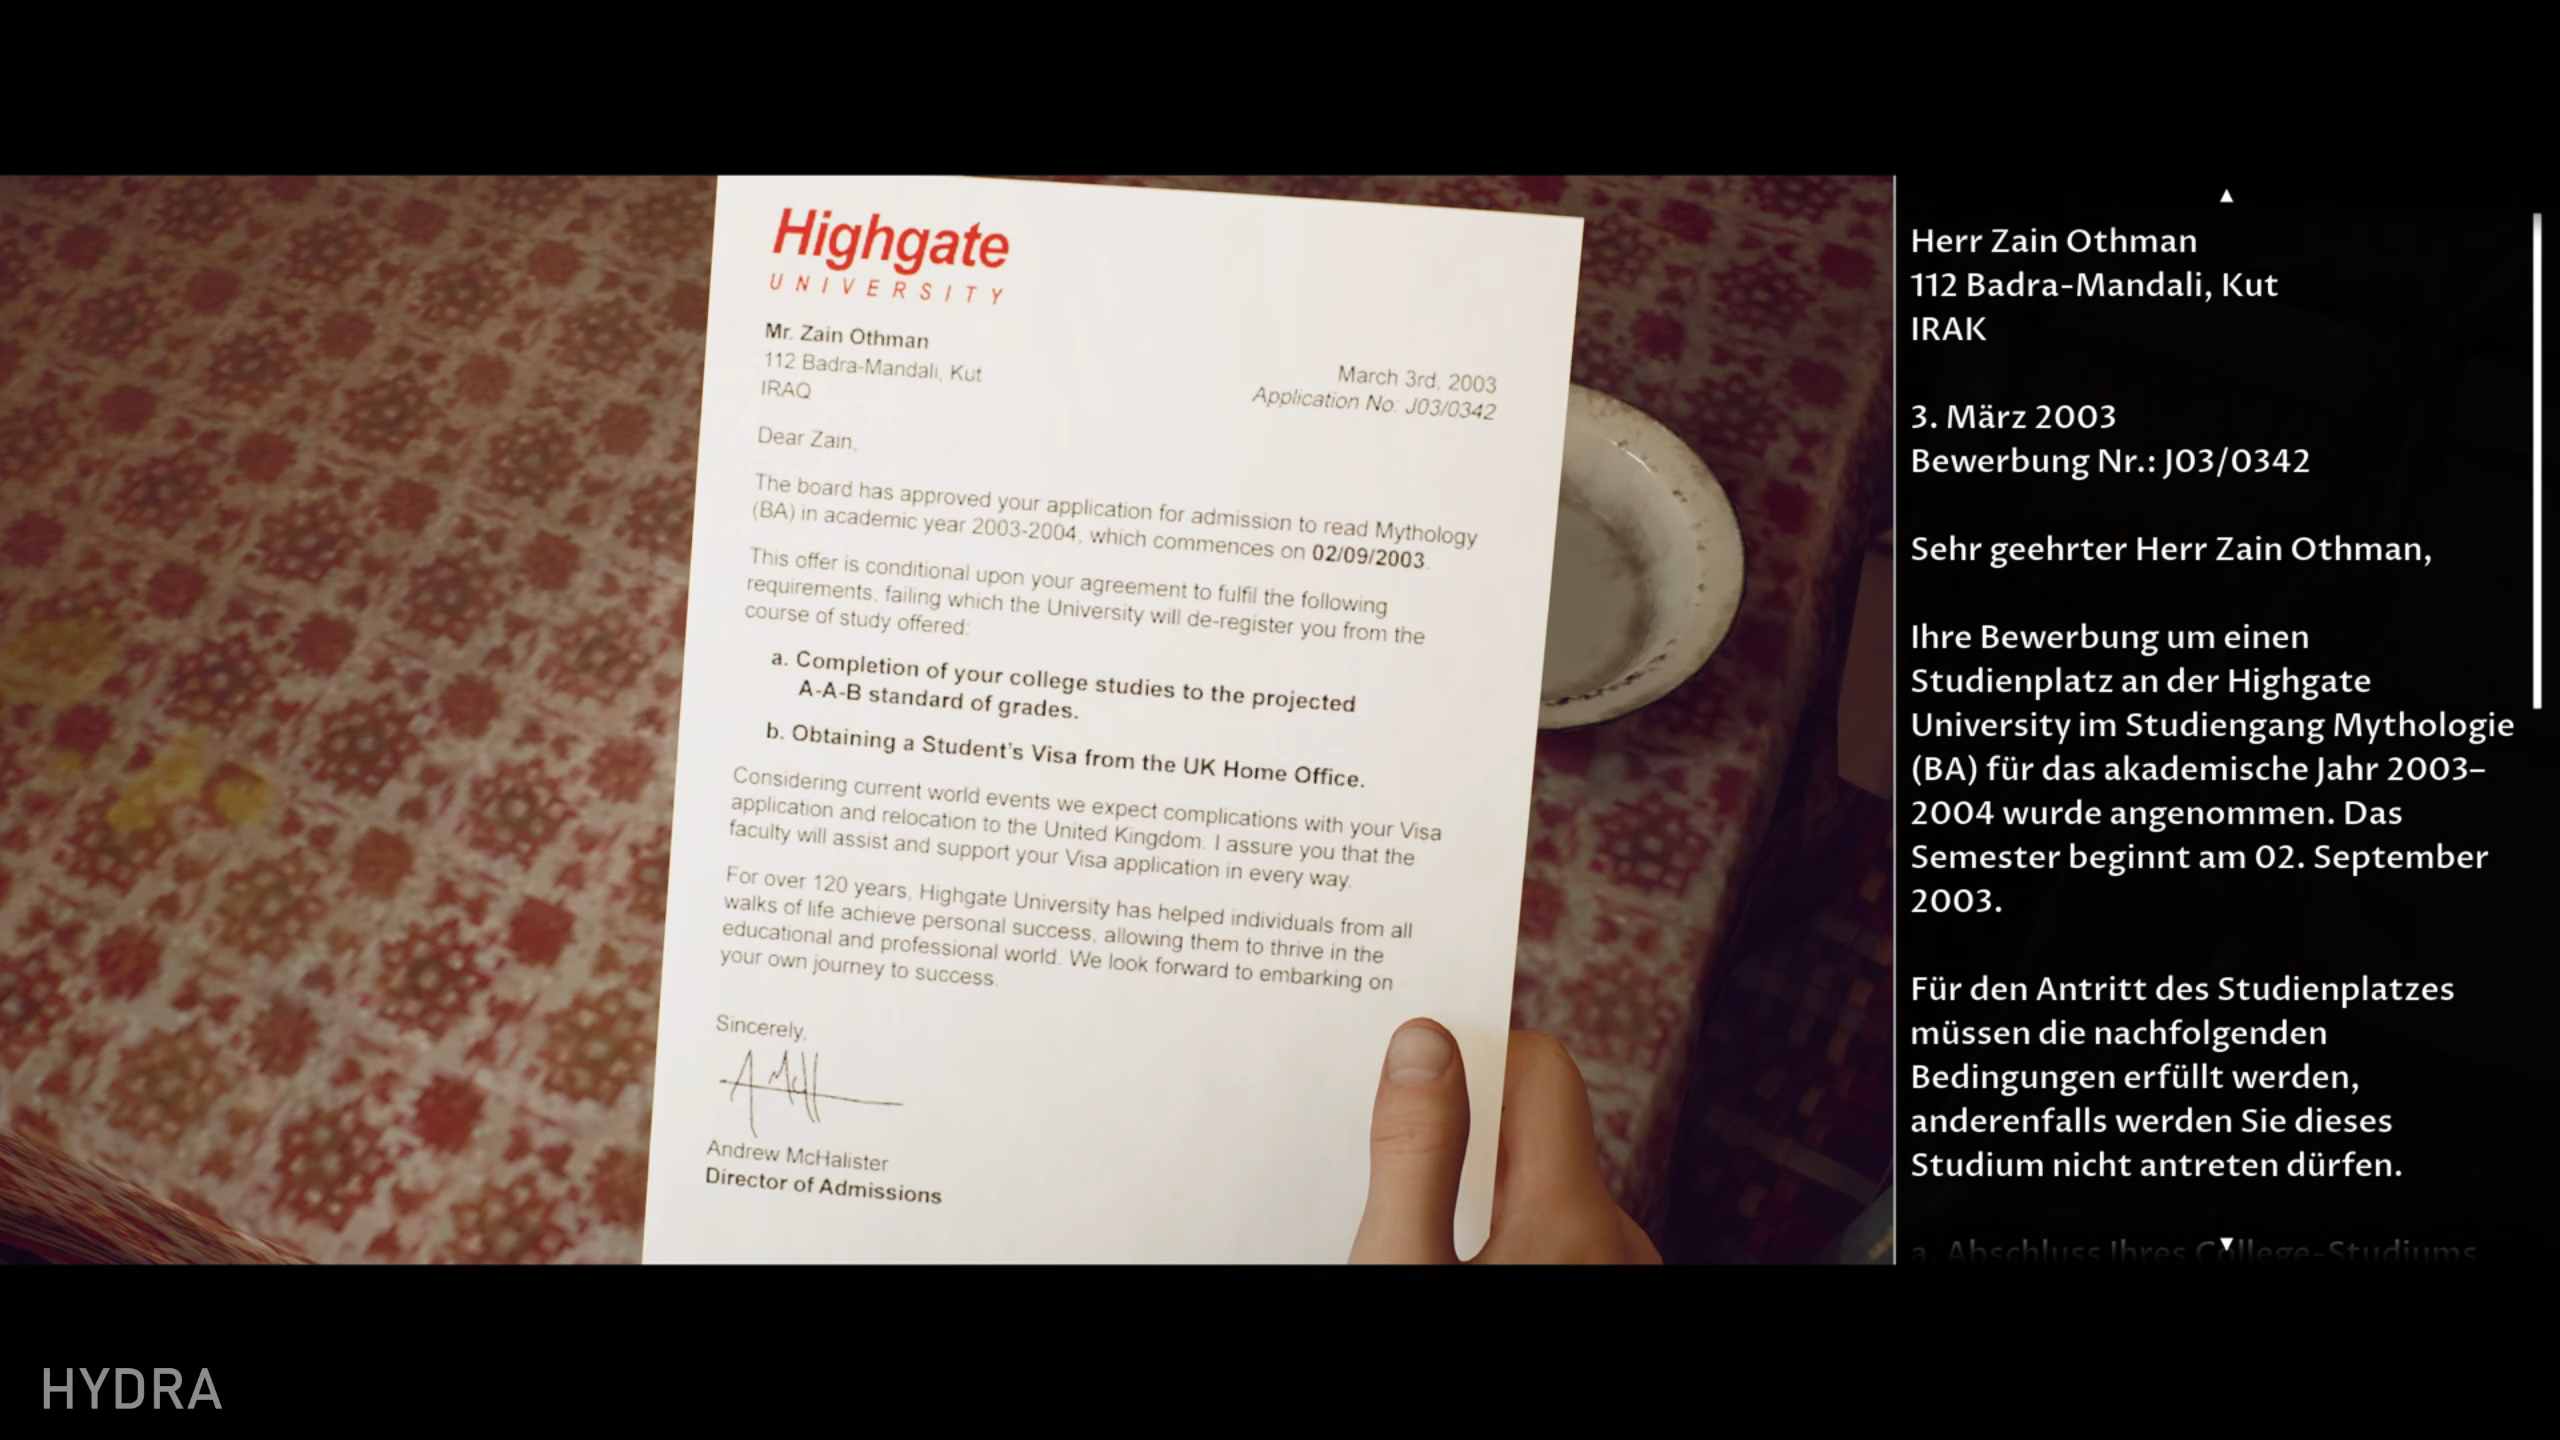 Highgate
UNIVERSITY
Mr. Zain Othman
112 Badra-Mandali, Kut
IRAQ
March 3rd, 2003
Application No: J03/0342
Dear Zain,
The board has approved your application for admission to read Mythology
(BA) in academic year 2003-2004, which commences on 02/09/2003.
This offer is conditional upon your agreement to fulfil the following
requirements, failing which the University will de-register you from the
course of study offered:
a. Completion of your college studies to the projected
A-A-B standard of grades.
b. Obtaining a Student's Visa from the UK Home Office.
Considering current world events we expect complications with your Visa
application and relocation to the United Kingdom. I assure you that the
faculty will assist and support your Visa application in every way.
For over 120 years, Highgate University has helped individuals from all
walks of life achieve personal success, allowing them to thrive in the
educational and professional world. We look forward to embarking on
your own journey to success.
Sincerely,
Andrew McHalister
Director of Admissions
Herr Zain Othman
112 Badra-Mandali, Kut
IRAK
3. März 2003
Bewerbung Nr.: J03/0342
Sehr geehrter Herr Zain Othman,
Ihre Bewerbung um einen
Studienplatz an der Highgate
University im Studiengang Mythologie
(BA) für das akademische Jahr 2003–
2004 wurde angenommen. Das
Semester beginnt am 02. September
2003.
Für den Antritt des Studienplatzes
müssen die nachfolgenden
Bedingungen erfüllt werden,
anderenfalls werden Sie dieses
Studium nicht antreten dürfen.
a. Abschluss Ihres College-Studiums
HYDRA